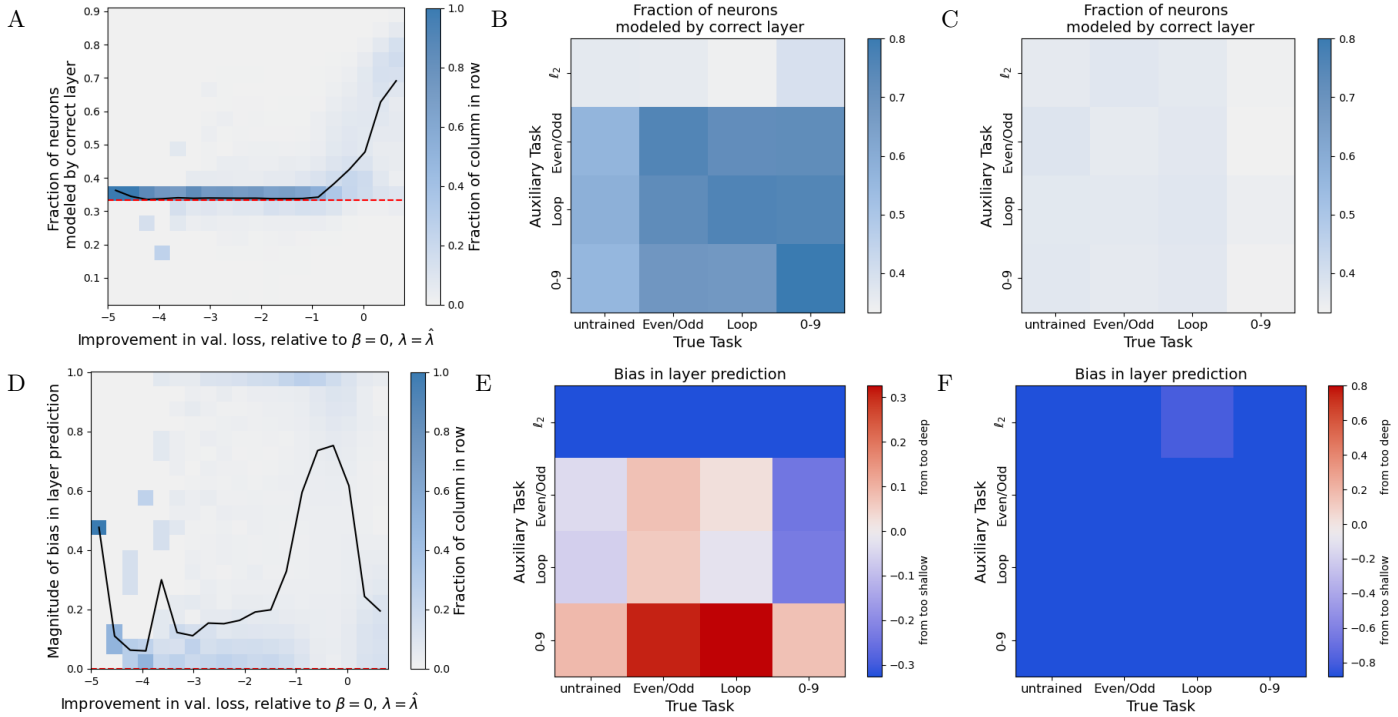 A
Fraction of neurons
modeled by correct layer
0.9
0.8
0.7
0.6
0.5
0.4
0.3
0.2
0.1
−5
−4
−3
−2
−1
0
Improvement in val. loss, relative to β = 0, λ = λ̂
1.0
0.8
0.6
0.4
0.2
0.0
Fraction of column in row
B
Fraction of neurons
modeled by correct layer
Auxiliary Task
ℓ₂
Even/Odd
Loop
0-9
untrained
Even/Odd
Loop
0-9
True Task
0.8
0.7
0.6
0.5
0.4
C
Fraction of neurons
modeled by correct layer
Auxiliary Task
ℓ₂
Even/Odd
Loop
0-9
untrained
Even/Odd
Loop
0-9
True Task
0.8
0.7
0.6
0.5
0.4
D
Magnitude of bias in layer prediction
1.0
0.8
0.6
0.4
0.2
0.0
−5
−4
−3
−2
−1
0
Improvement in val. loss, relative to β = 0, λ = λ̂
1.0
0.8
0.6
0.4
0.2
0.0
Fraction of column in row
E
Bias in layer prediction
Auxiliary Task
ℓ₂
Even/Odd
Loop
0-9
untrained
Even/Odd
Loop
0-9
True Task
0.3
0.2
0.1
0.0
−0.1
−0.2
−0.3
from too deep
from too shallow
F
Bias in layer prediction
Auxiliary Task
ℓ₂
Even/Odd
Loop
0-9
untrained
Even/Odd
Loop
0-9
True Task
0.8
0.6
0.4
0.2
0.0
−0.2
−0.4
−0.6
−0.8
from too deep
from too shallow